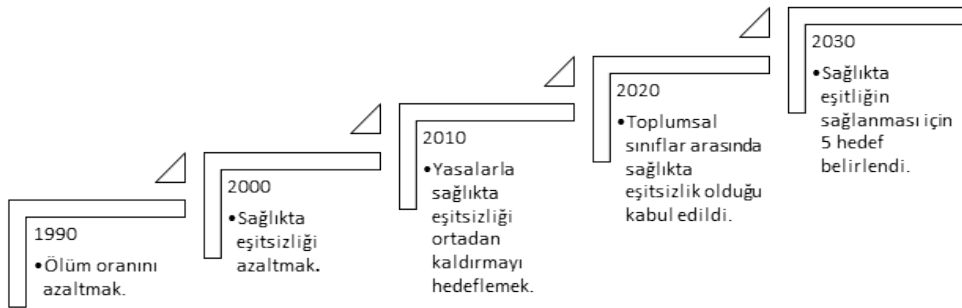 1990
•Ölüm oranını
azaltmak.
2000
•Sağlıkta
eşitsizliği
azaltmak.
2010
•Yasalarla
sağlıkta
eşitsizliği
ortadan
kaldırmayı
hedeflemek.
2020
•Toplumsal
sınıflar arasında
sağlıkta
eşitsizlik olduğu
kabul edildi.
2030
•Sağlıkta
eşitliğin
sağlanması için
5 hedef
belirlendi.